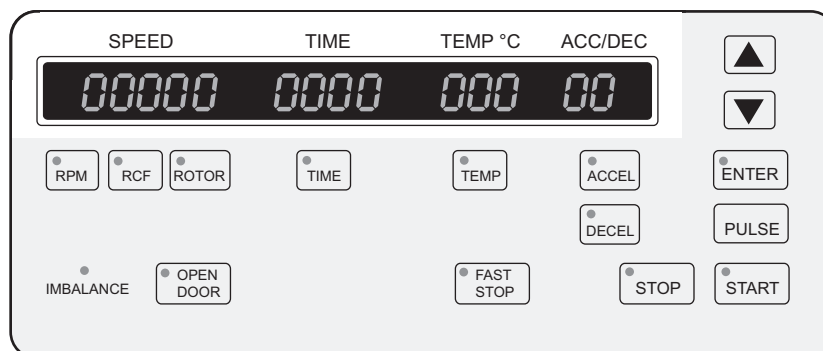 SPEED TIME TEMP °C ACC/DEC
00000 0000 000 00
RPM RCF ROTOR TIME TEMP ACCEL ENTER
DECEL PULSE
IMBALANCE OPEN DOOR FAST STOP STOP START